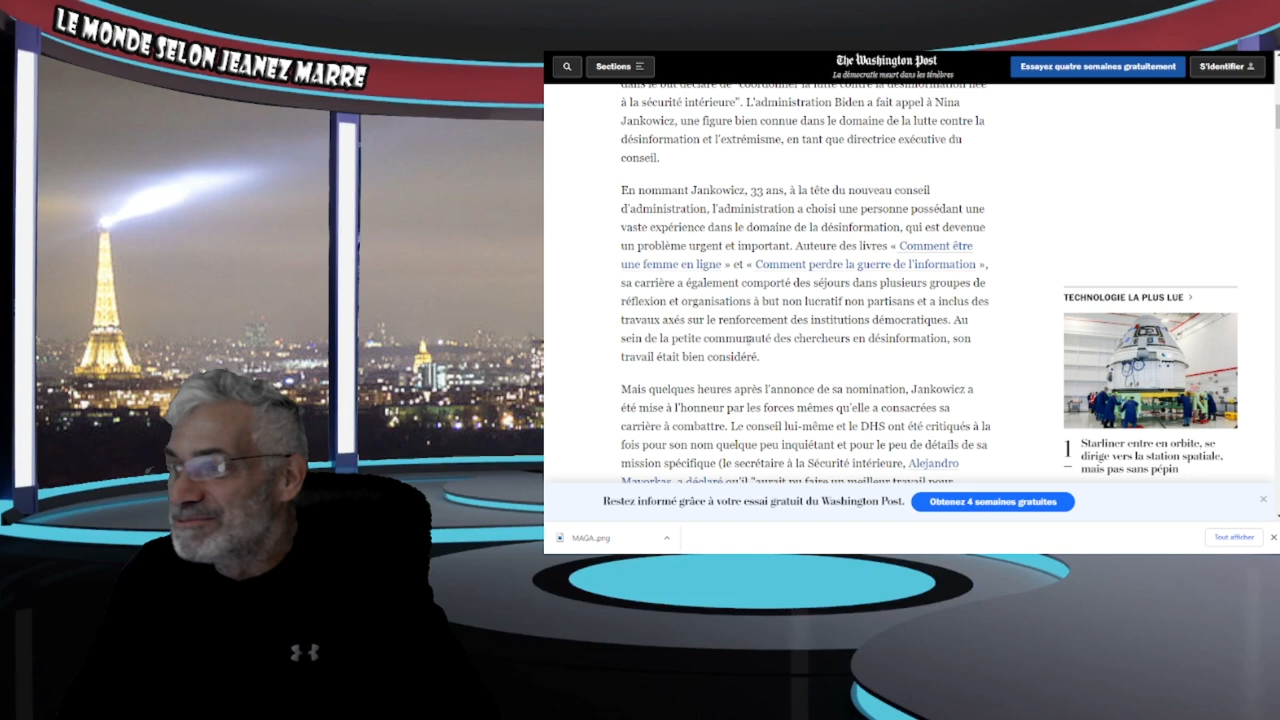 LE MONDE SELON JEANEZ MARRE
The Washington Post
La démocratie meurt dans les ténèbres
Sections
Essayez quatre semaines gratuitement
S'identifier
dans le but déclaré de "coordonner la lutte contre la désinformation liée
à la sécurité intérieure". L'administration Biden a fait appel à Nina
Jankowicz, une figure bien connue dans le domaine de la lutte contre la
désinformation et l'extrémisme, en tant que directrice exécutive du
conseil.
En nommant Jankowicz, 33 ans, à la tête du nouveau conseil
d'administration, l'administration a choisi une personne possédant une
vaste expérience dans le domaine de la désinformation, qui est devenue
un problème urgent et important. Auteure des livres « Comment être
une femme en ligne » et « Comment perdre la guerre de l'information »,
sa carrière a également comporté des séjours dans plusieurs groupes de
réflexion et organisations à but non lucratif non partisans et a inclus des
travaux axés sur le renforcement des institutions démocratiques. Au
sein de la petite communauté des chercheurs en désinformation, son
travail était bien considéré.
Mais quelques heures après l'annonce de sa nomination, Jankowicz a
été mise à l'honneur par les forces mêmes qu'elle a consacrées sa
carrière à combattre. Le conseil lui-même et le DHS ont été critiqués à la
fois pour son nom quelque peu inquiétant et pour le peu de détails de sa
mission spécifique (le secrétaire à la Sécurité intérieure, Alejandro
Mayorkas, a déclaré qu'il "aurait pu faire un meilleur travail pour
TECHNOLOGIE LA PLUS LUE >
1 Starliner entre en orbite, se
dirige vers la station spatiale,
mais pas sans pépin
Restez informé grâce à votre essai gratuit du Washington Post.
Obtenez 4 semaines gratuites
MAGA.png
Tout afficher